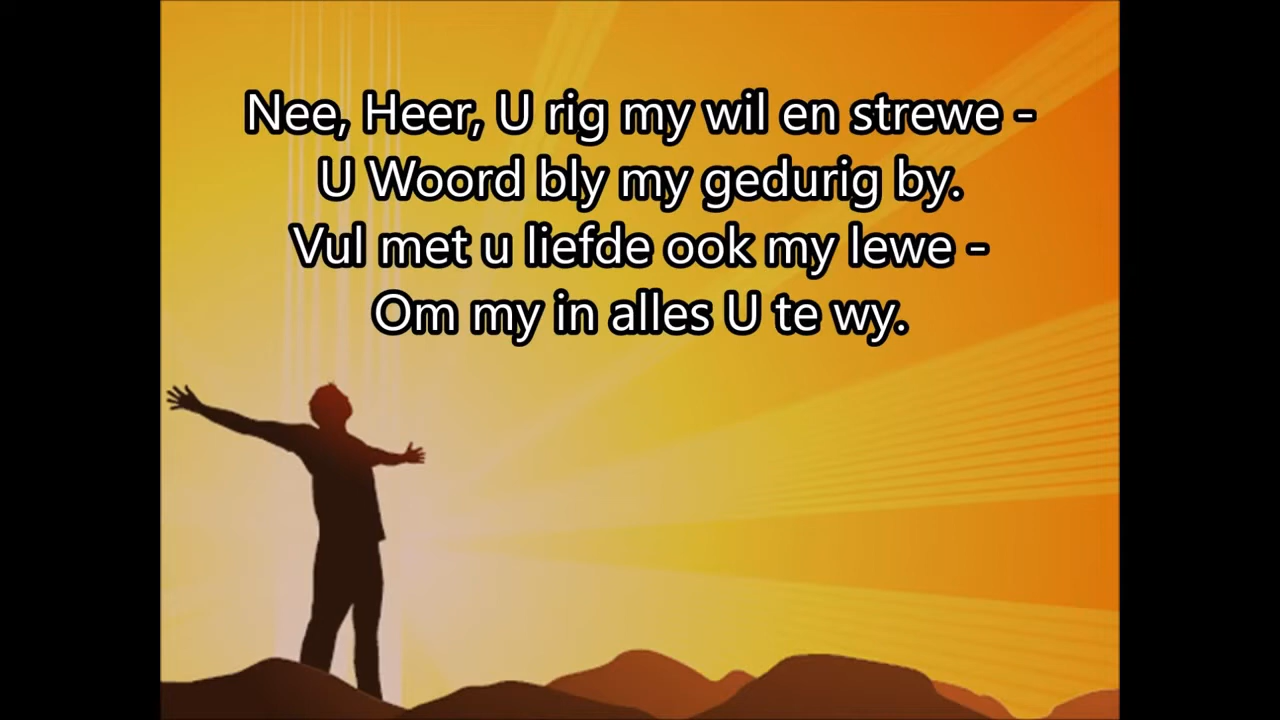 Nee, Heer, U rig my wil en strewe -
U Woord bly my gedurig by.
Vul met u liefde ook my lewe -
Om my in alles U te wy.